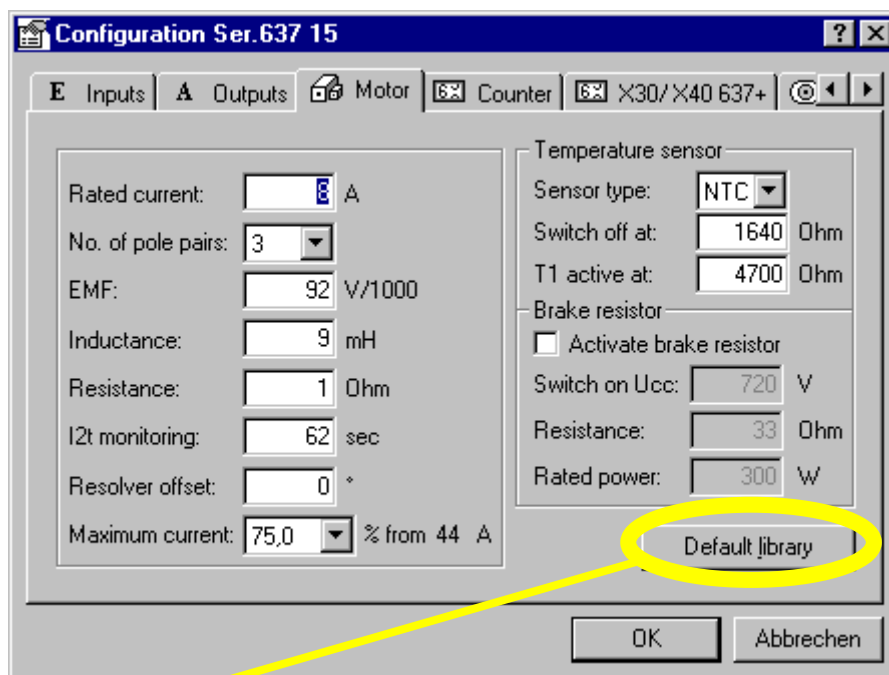 Configuration Ser.637 15
E Inputs A Outputs Motor Counter X30/X40 637+
Rated current: 8 A
No. of pole pairs: 3
EMF: 92 V/1000
Inductance: 9 mH
Resistance: 1 Ohm
I2t monitoring: 62 sec
Resolver offset: 0 °
Maximum current: 75,0 % from 44 A
Temperature sensor
Sensor type: NTC
Switch off at: 1640 Ohm
T1 active at: 4700 Ohm
Brake resistor
Activate brake resistor
Switch on Ucc: 720 V
Resistance: 33 Ohm
Rated power: 300 W
Default library
OK Abbrechen